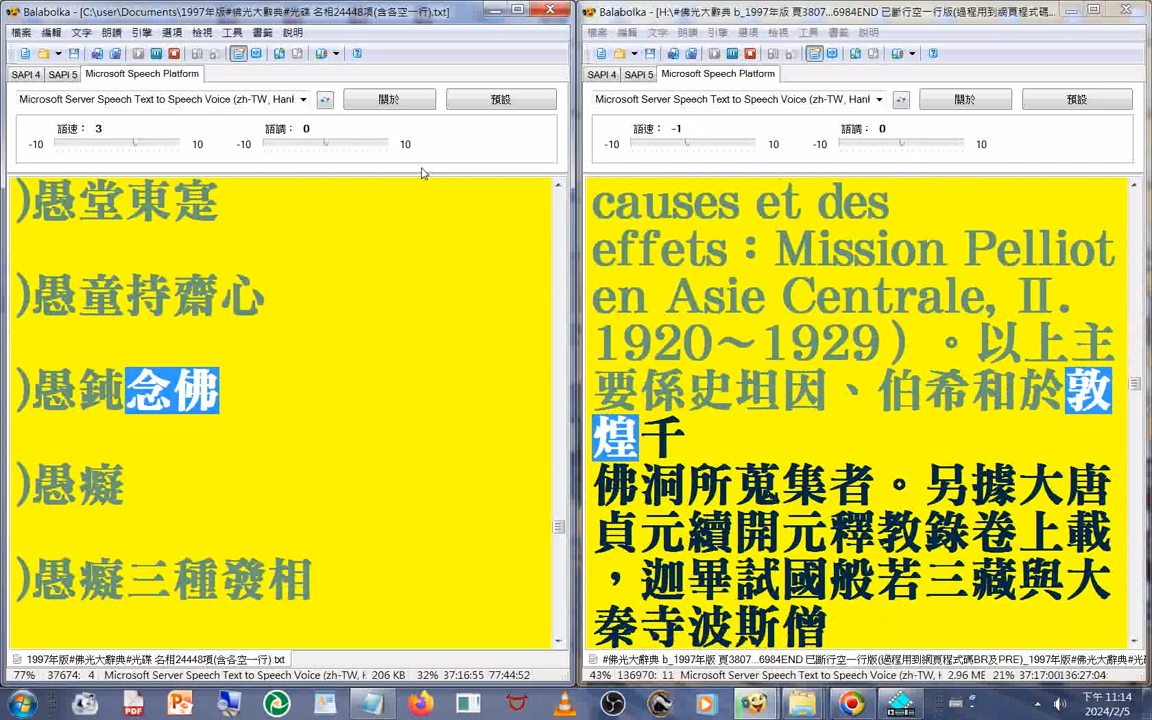 Balabolka - [C:\user\Documents\1997年版#佛光大辭典#光碟 名相24448項(含各空一行).txt]
檔案 編輯 文字 朗讀 引擎 選項 檢視 工具 書籤 說明
SAPI 4 SAPI 5 Microsoft Speech Platform
Microsoft Server Speech Text to Speech Voice (zh-TW, Hanl 關於 預設
語速： 3 語調： 0
-10 10 -10 10
)愚堂東寔
)愚童持齋心
)愚鈍念佛
)愚癡
)愚癡三種發相
1997年版#佛光大辭典#光碟 名相24448項(含各空一行).txt
77% 37674: 4 Microsoft Server Speech Text to Speech Voice (zh-TW, H 206 KB 32% 37:16:55 77:44:52
Balabolka - [H:\#佛光大辭典 b_1997年版 頁3807...6984END 已斷行空一行版(過程用到網頁程式碼...
檔案 編輯 文字 朗讀 引擎 選項 檢視 工具 書籤 說明
SAPI 4 SAPI 5 Microsoft Speech Platform
Microsoft Server Speech Text to Speech Voice (zh-TW, Hanl 關於 預設
語速： -1 語調： 0
-10 10 -10 10
causes et des
effets：Mission Pelliot
en Asie Centrale, Ⅱ.
1920～1929）。以上主
要係史坦因、伯希和於敦
煌千
佛洞所蒐集者。另據大唐
貞元續開元釋教錄卷上載
，迦畢試國般若三藏與大
秦寺波斯僧
#佛光大辭典 b_1997年版 頁3807...6984END 已斷行空一行版(過程用到網頁程式碼BR及PRE)_1997年版#佛光
43% 136970: 11 Microsoft Server Speech Text to Speech Voice (zh-TW, H 2.96 MB 21% 37:17:00 136:27:04
PDF
下午 11:14
2024/2/5